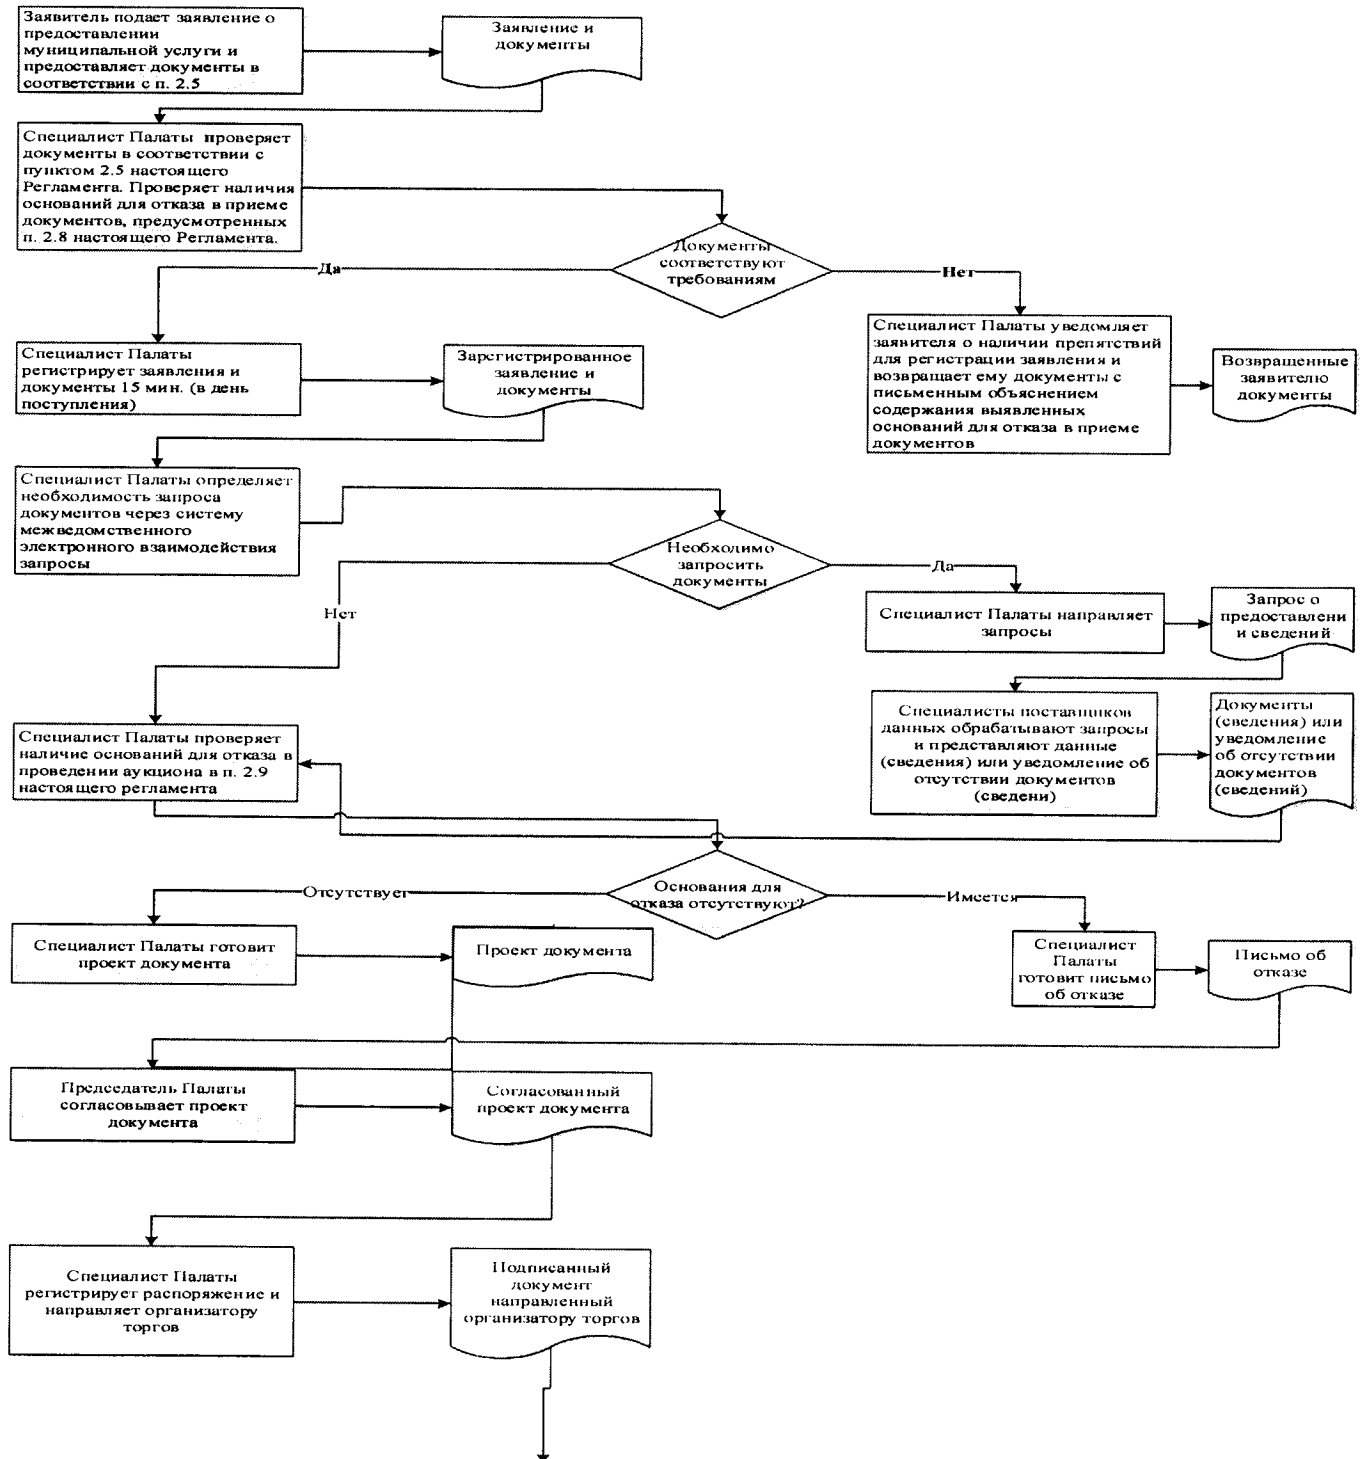 Заявитель подает заявление о
предоставлении
муниципальной услуги и
предоставляет документы в
соответствии с п. 2.5
Заявление и
документы
Специалист Палаты проверяет
документы в соответствии с
пунктом 2.5 настоящего
Регламента. Проверяет наличия
оснований для отказа в приеме
документов, предусмотренных
п. 2.8 настоящего Регламента.
Документы
соответствуют
требованиям
Да
Нет
Специалист Палаты
регистрирует заявления и
документы 15 мин. (в день
поступления)
Зарегистрированное
заявление и
документы
Специалист Палаты уведомляет
заявителя о наличии препятствий
для регистрации заявления и
возвращает ему документы с
письменным объяснением
содержания выявленных
оснований для отказа в приеме
документов
Возвращенные
заявителю
документы
Специалист Палаты определяет
необходимость запроса
документов через систему
межведомственного
электронного взаимодействия
запросы
Необходимо
запросить
документы
Нет
Да
Специалист Палаты направляет
запросы
Запрос о
предоставлени
и сведений
Специалисты поставщиков
данных обрабатывают запросы
и представляют данные
(сведения) или уведомление об
отсутствии документов
(сведени)
Документы
(сведения) или
уведомление
об отсутствии
документов
(сведений)
Специалист Палаты проверяет
наличие оснований для отказа в
проведении аукциона в п. 2.9
настоящего регламента
Основания для
отказа отсутствуют?
Отсутствует
Имеется
Специалист Палаты готовит
проект документа
Проект документа
Специалист
Палаты
готовит письмо
об отказе
Письмо об
отказе
Председатель Палаты
согласовывает проект
документа
Согласованный
проект документа
Специалист Палаты
регистрирует распоряжение и
направляет организатору
торгов
Подписанный
документ
направленный
организатору торгов